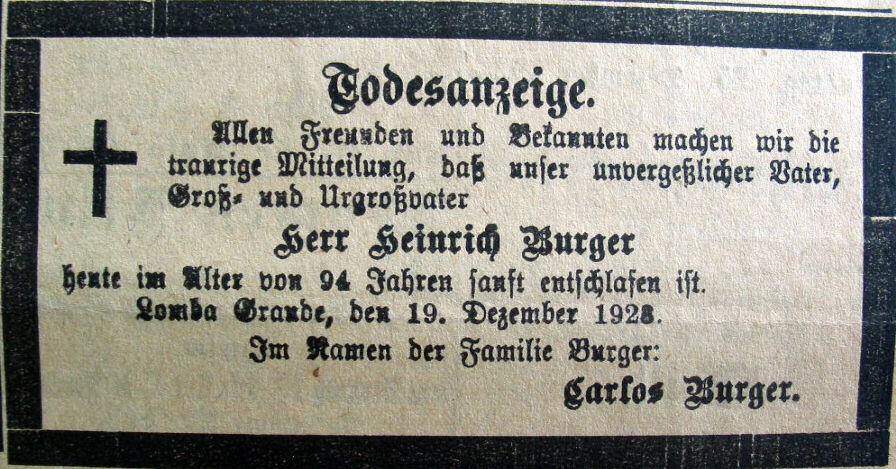 Todesanzeige.
Allen Freunden und Bekannten machen wir die
traurige Mitteilung, daß unser unvergeßlicher Vater,
Groß- und Urgroßvater
Herr Heinrich Burger
heute im Alter von 94 Jahren sanft entschlafen ist.
Lomba Grande, den 19. Dezember 1928.
Im Namen der Familie Burger:
Carlos Burger.